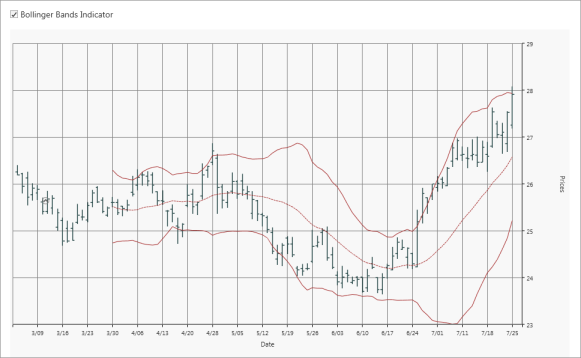 Bollinger Bands Indicator
29
28
27
26
25
24
23
Prices
3/09 3/16 3/23 3/30 4/06 4/13 4/20 4/28 5/05 5/12 5/19 5/26 6/03 6/10 6/17 6/24 7/01 7/11 7/18 7/25
Date